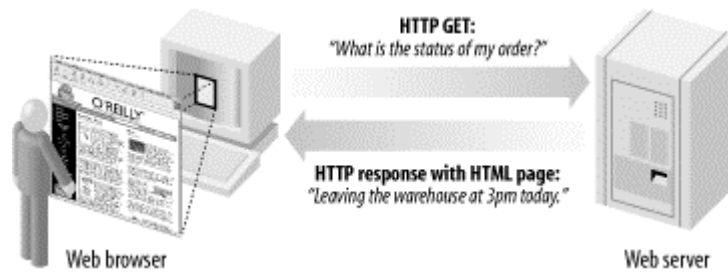 HTTP GET:
"What is the status of my order?"
O'REILLY
HTTP response with HTML page:
"Leaving the warehouse at 3pm today."
Web browser
Web server